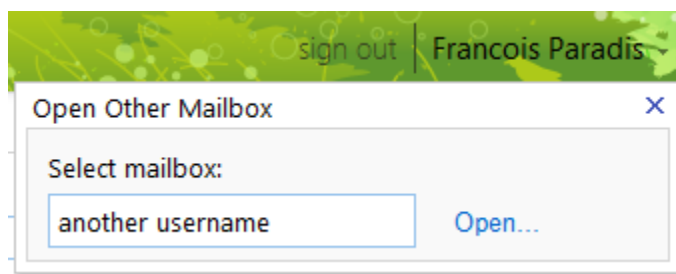 sign out | Francois Paradis
Open Other Mailbox
Select mailbox:
another username Open...